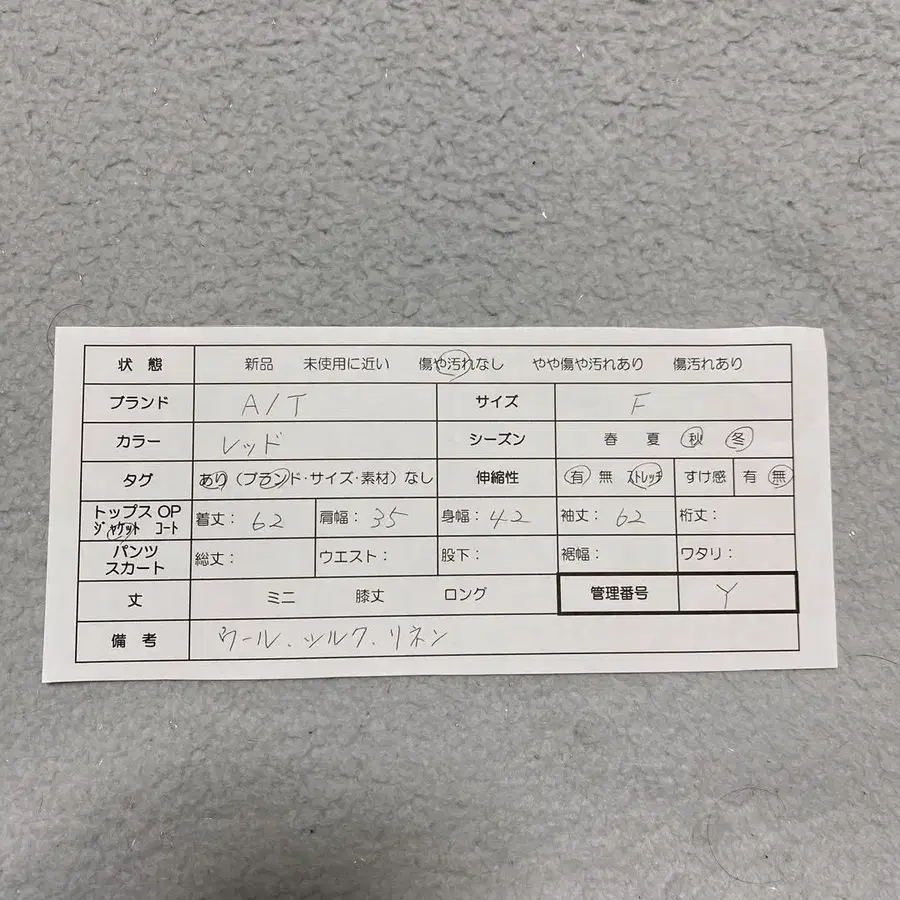 状態 新品 未使用に近い 傷や汚れなし やや傷や汚れあり 傷汚れあり
ブランド A/T サイズ F
カラー レッド シーズン 春 夏 秋 冬
タグ あり(ブランド・サイズ・素材)なし 伸縮性 有 無 ストレッチ すけ感 有 無
トップス OP
ジャケット コート 着丈: 62 肩幅: 35 身幅: 42 袖丈: 62 裄丈:
パンツ
スカート 総丈: ウエスト: 股下: 裾幅: ワタリ:
丈 ミニ 膝丈 ロング 管理番号 Y
備考 ウール、シルク、リネン